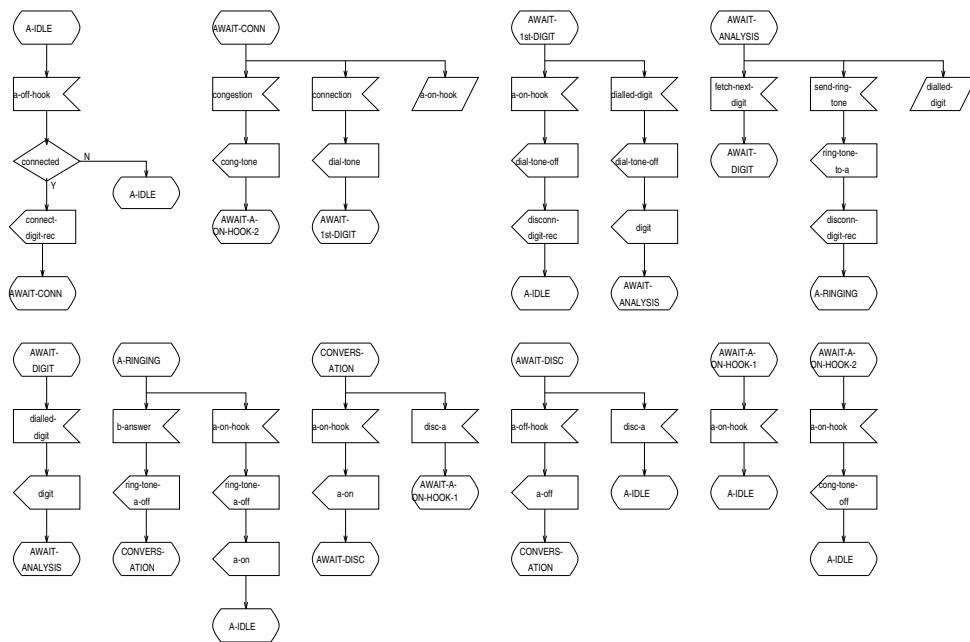 A-IDLE
a-off-hook
connected
N
Y
A-IDLE
connect-
digit-rec
AWAIT-CONN
AWAIT-CONN
congestion
connection
a-on-hook
cong-tone
dial-tone
AWAIT-A-
ON-HOOK-2
AWAIT-
1st-DIGIT
AWAIT-
1st-DIGIT
a-on-hook
dialled-digit
dial-tone-off
dial-tone-off
disconn-
digit-rec
digit
A-IDLE
AWAIT-
ANALYSIS
AWAIT-
ANALYSIS
fetch-next-
digit
send-ring-
tone
dialled-
digit
AWAIT-
DIGIT
ring-tone-
to-a
disconn-
digit-rec
A-RINGING
AWAIT-
DIGIT
dialled-
digit
digit
AWAIT-
ANALYSIS
A-RINGING
b-answer
a-on-hook
ring-tone-
a-off
ring-tone-
a-off
CONVERS-
ATION
a-on
A-IDLE
CONVERS-
ATION
a-on-hook
disc-a
a-on
AWAIT-A-
ON-HOOK-1
AWAIT-DISC
AWAIT-DISC
a-off-hook
disc-a
a-off
A-IDLE
CONVERS-
ATION
AWAIT-A-
ON-HOOK-1
a-on-hook
A-IDLE
AWAIT-A-
ON-HOOK-2
a-on-hook
cong-tone-
off
A-IDLE